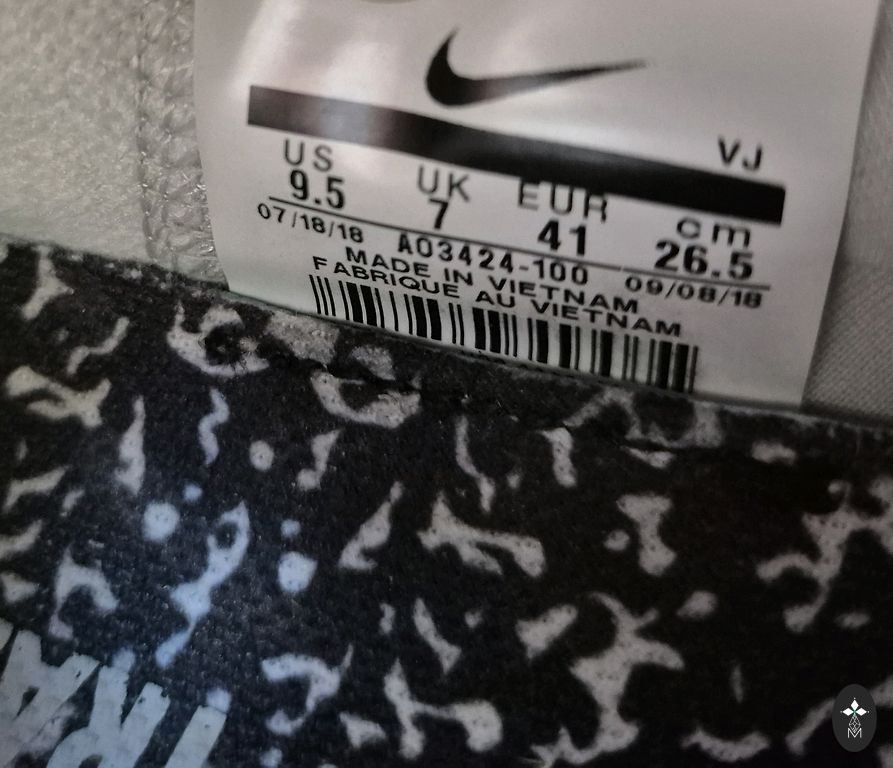 VJ
US UK EUR cm
9.5 7 41 26.5
07/18/18 AO3424-100 09/08/18
MADE IN VIETNAM
FABRIQUE AU VIETNAM